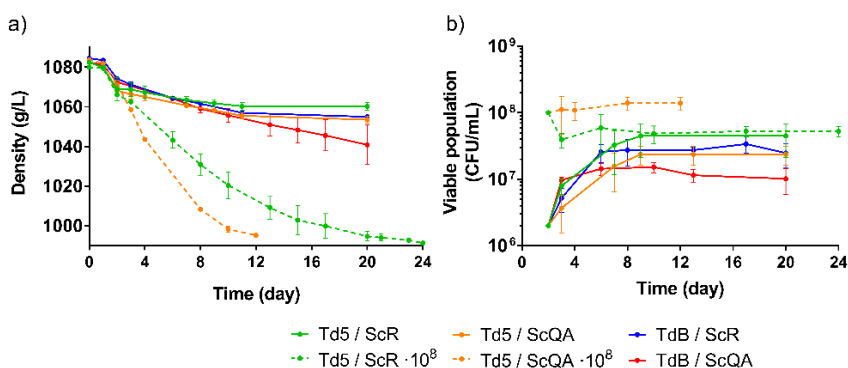 a)
Density (g/L)
1080
1060
1040
1020
1000
0 4 8 12 16 20 24
Time (day)
b)
Viable population
(CFU/mL)
10⁹
10⁸
10⁷
10⁶
0 4 8 12 16 20 24
Time (day)
Td5 / ScR Td5 / ScQA TdB / ScR
Td5 / ScR ·10⁸ Td5 / ScQA ·10⁸ TdB / ScQA